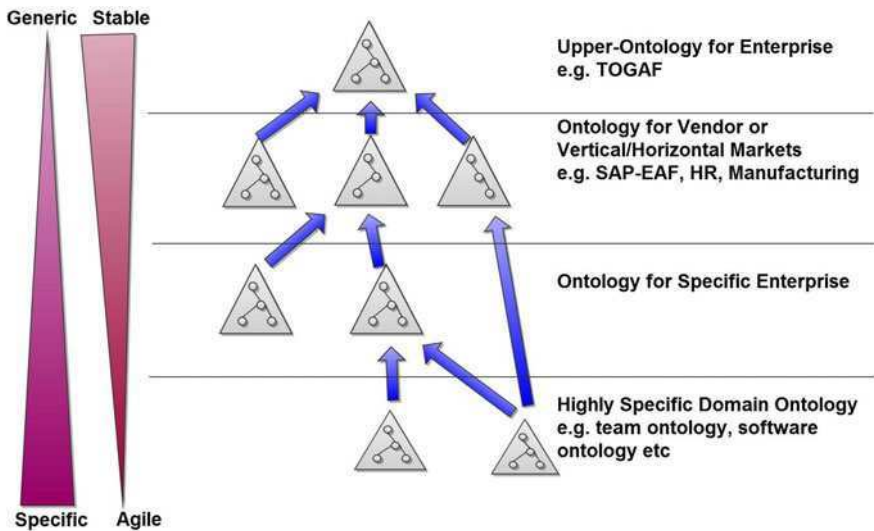 Generic Stable
Upper-Ontology for Enterprise
e.g. TOGAF
Ontology for Vendor or
Vertical/Horizontal Markets
e.g. SAP-EAF, HR, Manufacturing
Ontology for Specific Enterprise
Highly Specific Domain Ontology
e.g. team ontology, software
ontology etc
Specific Agile